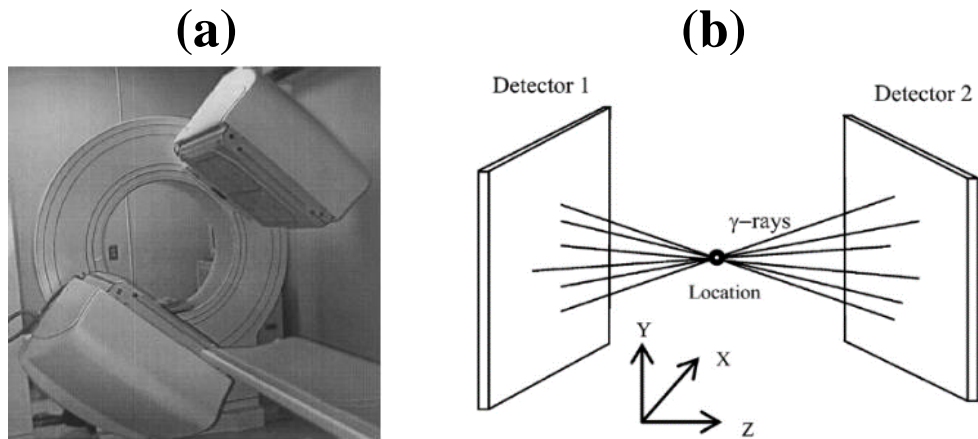 (a)
(b)
Detector 1
Detector 2
γ-rays
Location
Y
X
Z